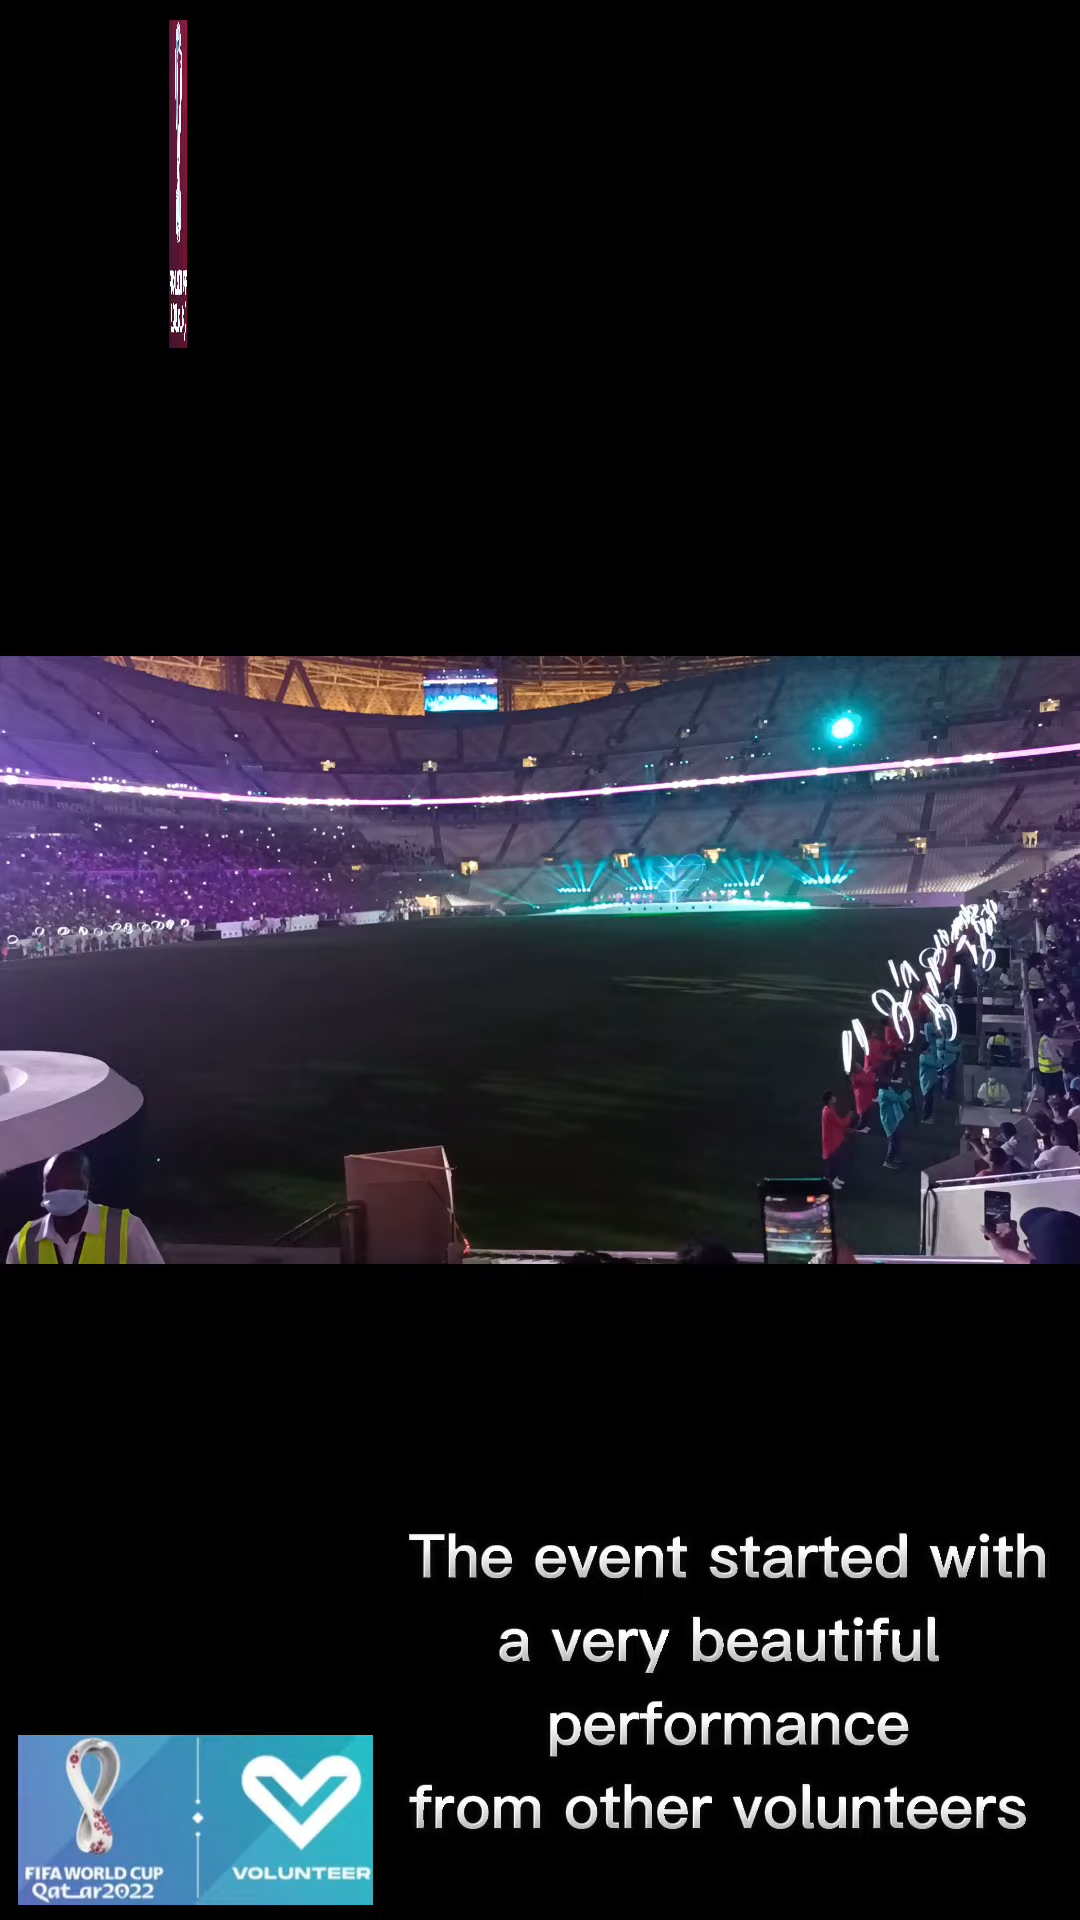 The event started with
a very beautiful
performance
from other volunteers
FIFA WORLD CUP
Qatar2022
VOLUNTEER